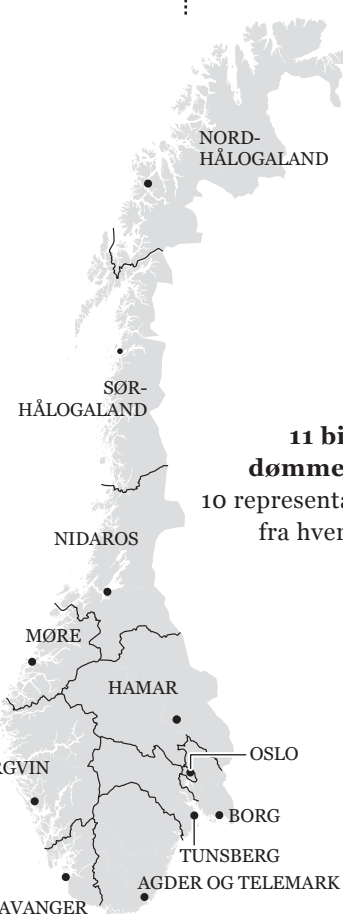 NORD-
HÅLOGALAND
SØR-
HÅLOGALAND
11 bi
dømme
10 representa
fra hver
NIDAROS
MØRE
HAMAR
OSLO
RGVIN
BORG
TUNSBERG
AGDER OG TELEMARK
AVANGER